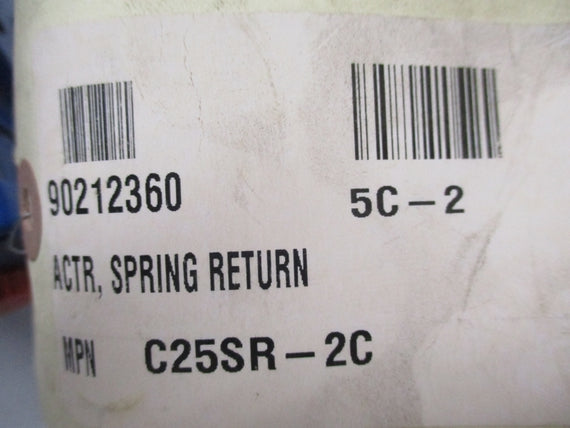 90212360 5C-2
ACTR, SPRING RETURN
MPN C25SR-2C